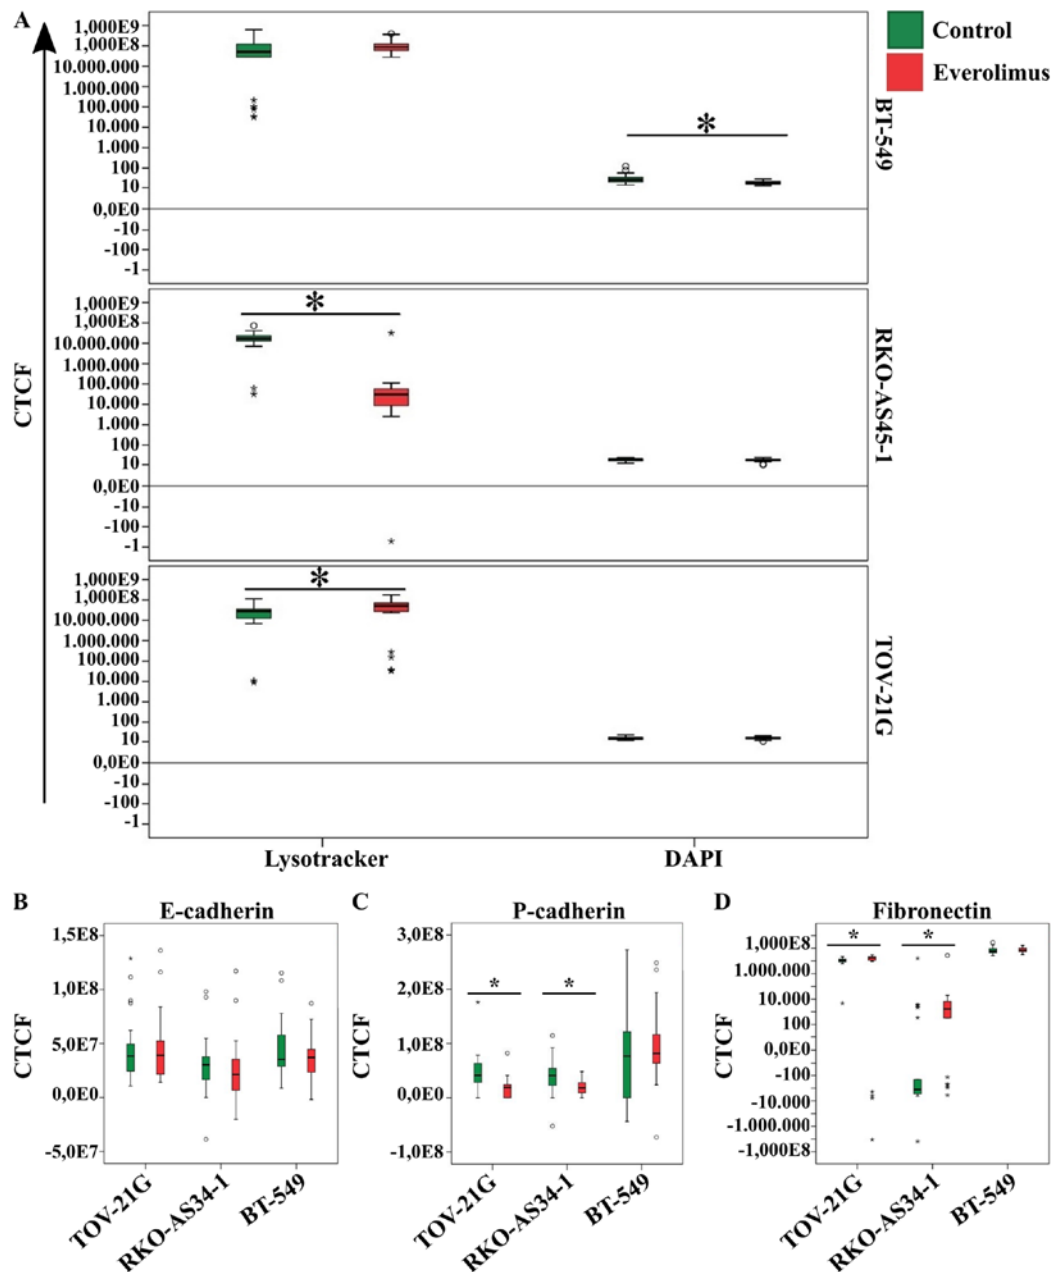 A
Control
Everolimus
CTCF
1,000E9
1,000E8
10.000.000
1.000.000
100.000
10.000
1.000
100
10
0,0E0
-10
-100
-1
*
BT-549
1,000E9
1,000E8
10.000.000
1.000.000
100.000
10.000
1.000
100
10
0,0E0
-10
-100
-1
*
RKO-AS45-1
1,000E9
1,000E8
10.000.000
1.000.000
100.000
10.000
1.000
100
10
0,0E0
-10
-100
-1
*
TOV-21G
Lysotracker
DAPI
B
E-cadherin
CTCF
1,5E8
1,0E8
5,0E7
0,0E0
-5,0E7
TOV-21G
RKO-AS34-1
BT-549
C
P-cadherin
CTCF
3,0E8
2,0E8
1,0E8
0,0E0
-1,0E8
* *
TOV-21G
RKO-AS34-1
BT-549
D
Fibronectin
CTCF
1,000E8
1.000.000
10.000
100
0,0E0
-100
-10.000
-1.000.000
-1,000E8
* *
TOV-21G
RKO-AS34-1
BT-549